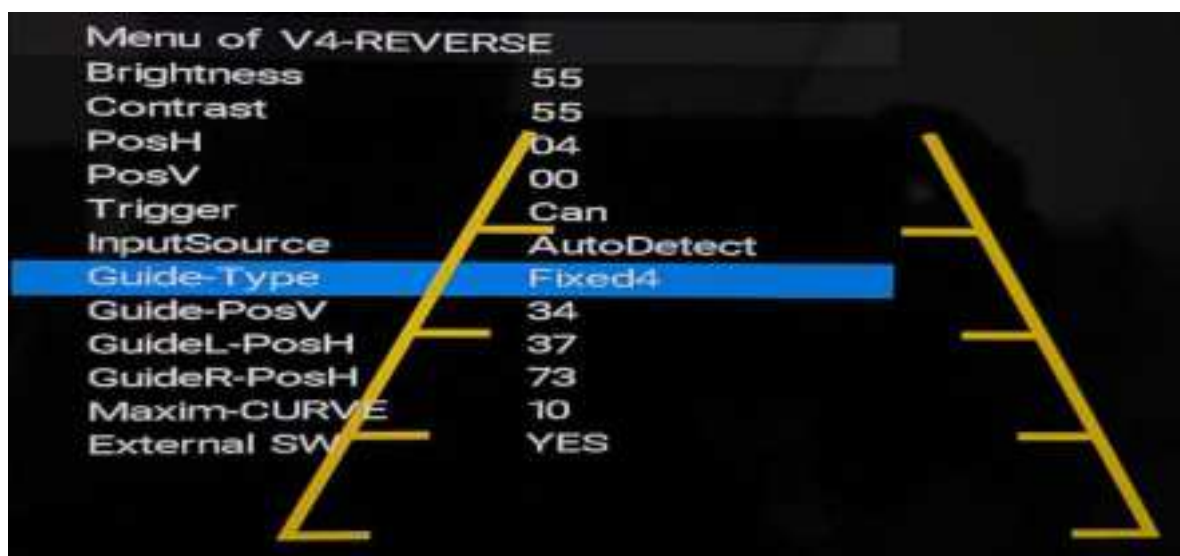 Menu of V4-REVERSE
Brightness 55
Contrast 55
PosH 04
PosV 00
Trigger Can
InputSource AutoDetect
Guide-Type Fixed4
Guide-PosV 34
GuideL-PosH 37
GuideR-PosH 73
Maxim-CURVE 10
External SW YES